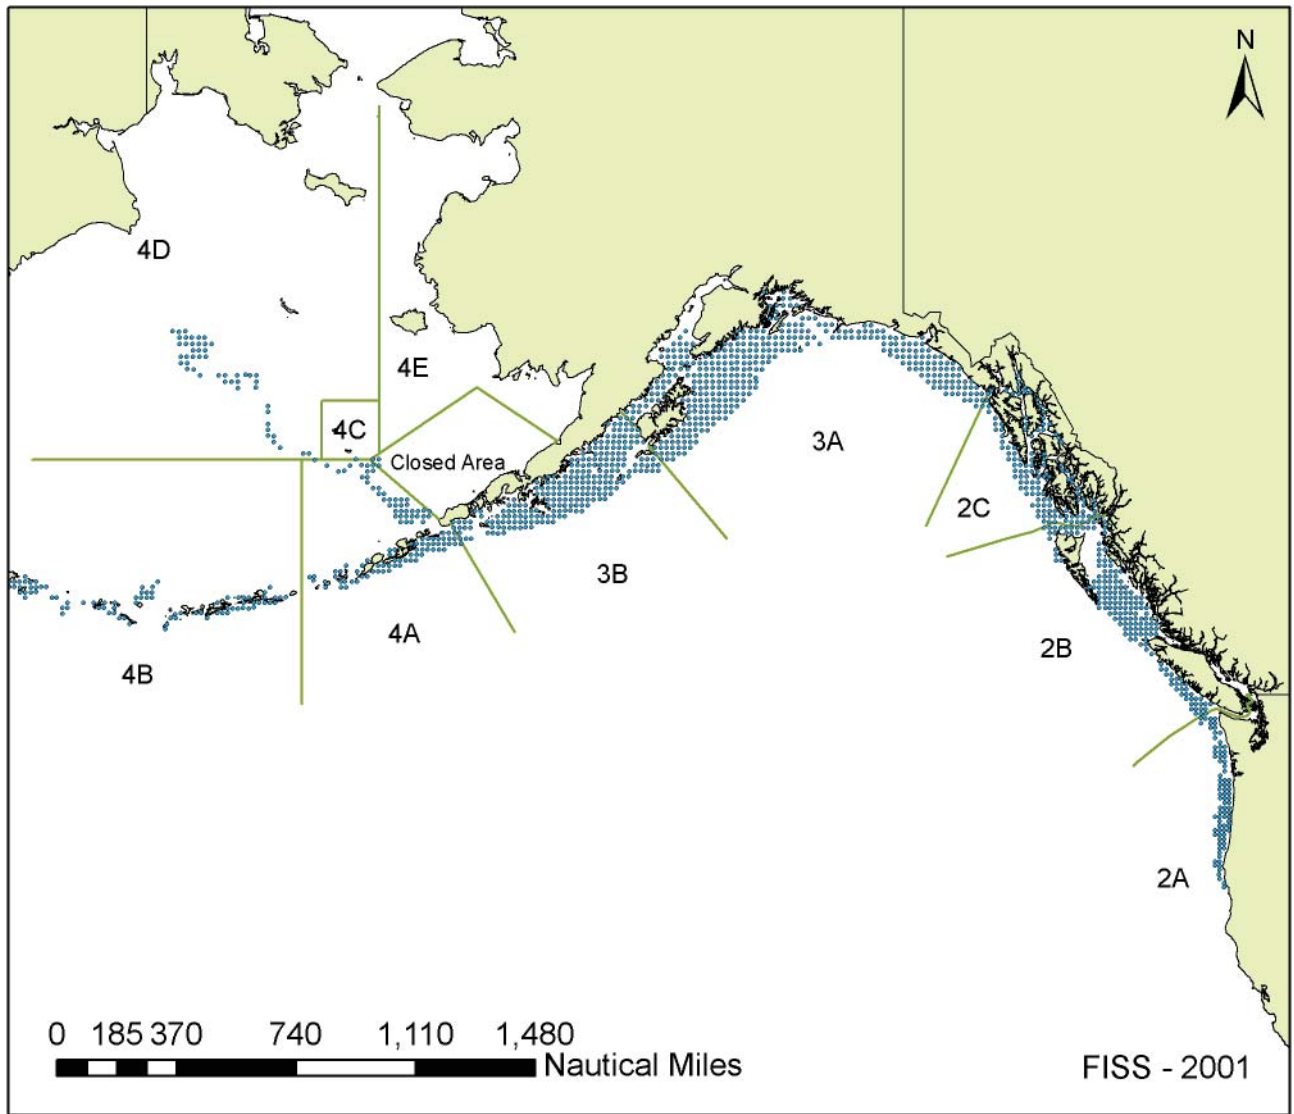 N
4D
4E
4C
Closed Area
3A
2C
3B
4A
2B
4B
2A
0 185 370 740 1,110 1,480
Nautical Miles
FISS - 2001